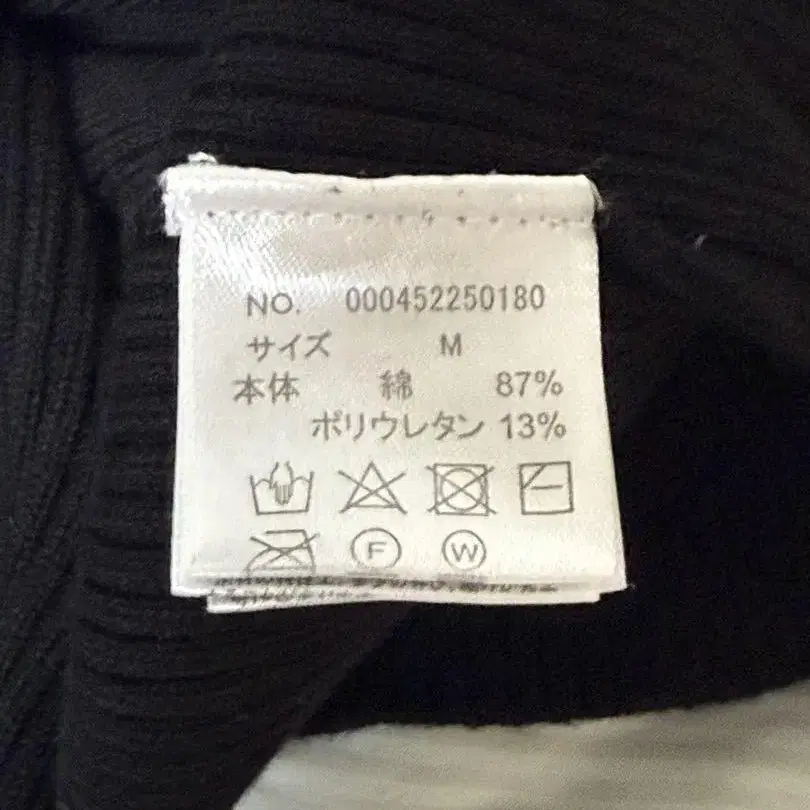 NO. 000452250180
サイズ M
本体 綿 87%
ポリウレタン 13%
F W